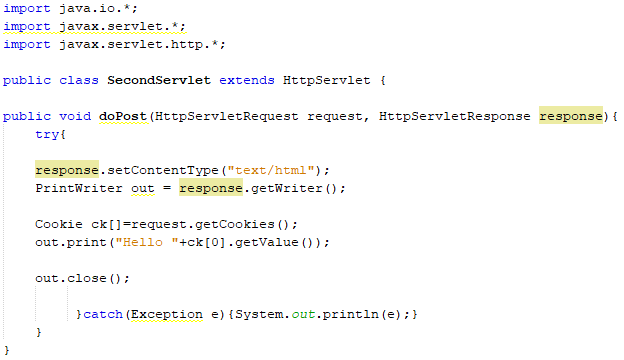 import java.io.*;
import javax.servlet.*;
import javax.servlet.http.*;
public class SecondServlet extends HttpServlet {
public void doPost(HttpServletRequest request, HttpServletResponse response){
try{
response.setContentType("text/html");
PrintWriter out = response.getWriter();
Cookie ck[]=request.getCookies();
out.print("Hello "+ck[0].getValue());
out.close();
}catch(Exception e){System.out.println(e);}
}
}